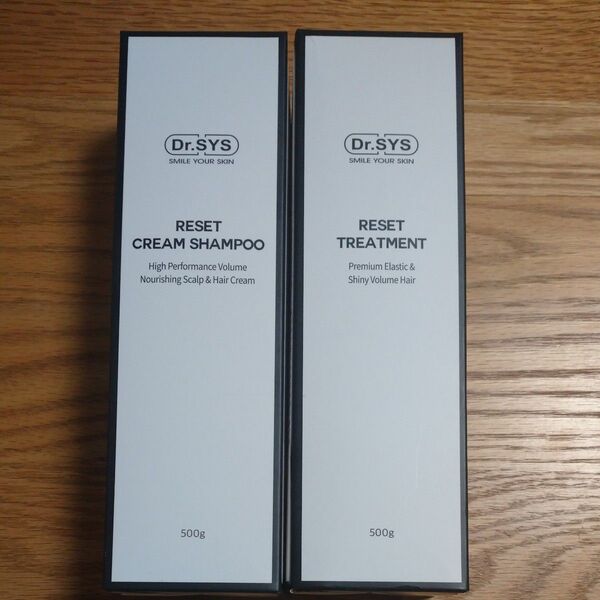 Dr.SYS
SMILE YOUR SKIN
RESET
CREAM SHAMPOO
High Performance Volume
Nourishing Scalp & Hair Cream
500g
Dr.SYS
SMILE YOUR SKIN
RESET
TREATMENT
Premium Elastic &
Shiny Volume Hair
500g